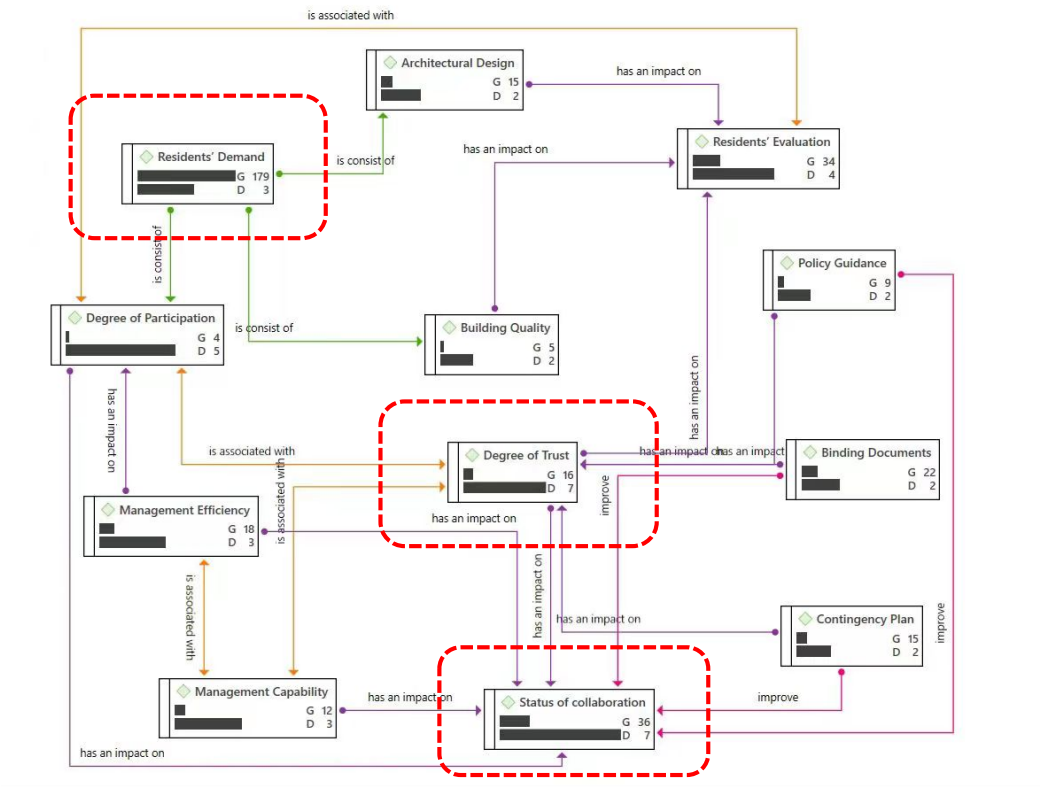 is associated with
Architectural Design
G 15
D 2
has an impact on
Residents' Demand
G 179
D 3
is consist of
has an impact on
Residents' Evaluation
G 34
D 4
is consist of
Policy Guidance
G 9
D 2
Degree of Participation
G 4
D 5
is consist of
Building Quality
G 5
D 2
has an impact on
has an impact on
is associated with
Degree of Trust
G 16
D 7
has an impact on
has an impact
Binding Documents
G 22
D 2
is associated with
improve
Management Efficiency
G 18
D 3
has an impact on
is associated with
has an impact on
has an impact on
Contingency Plan
G 15
D 2
improve
Management Capability
G 12
D 3
has an impact on
Status of collaboration
G 36
D 7
improve
has an impact on